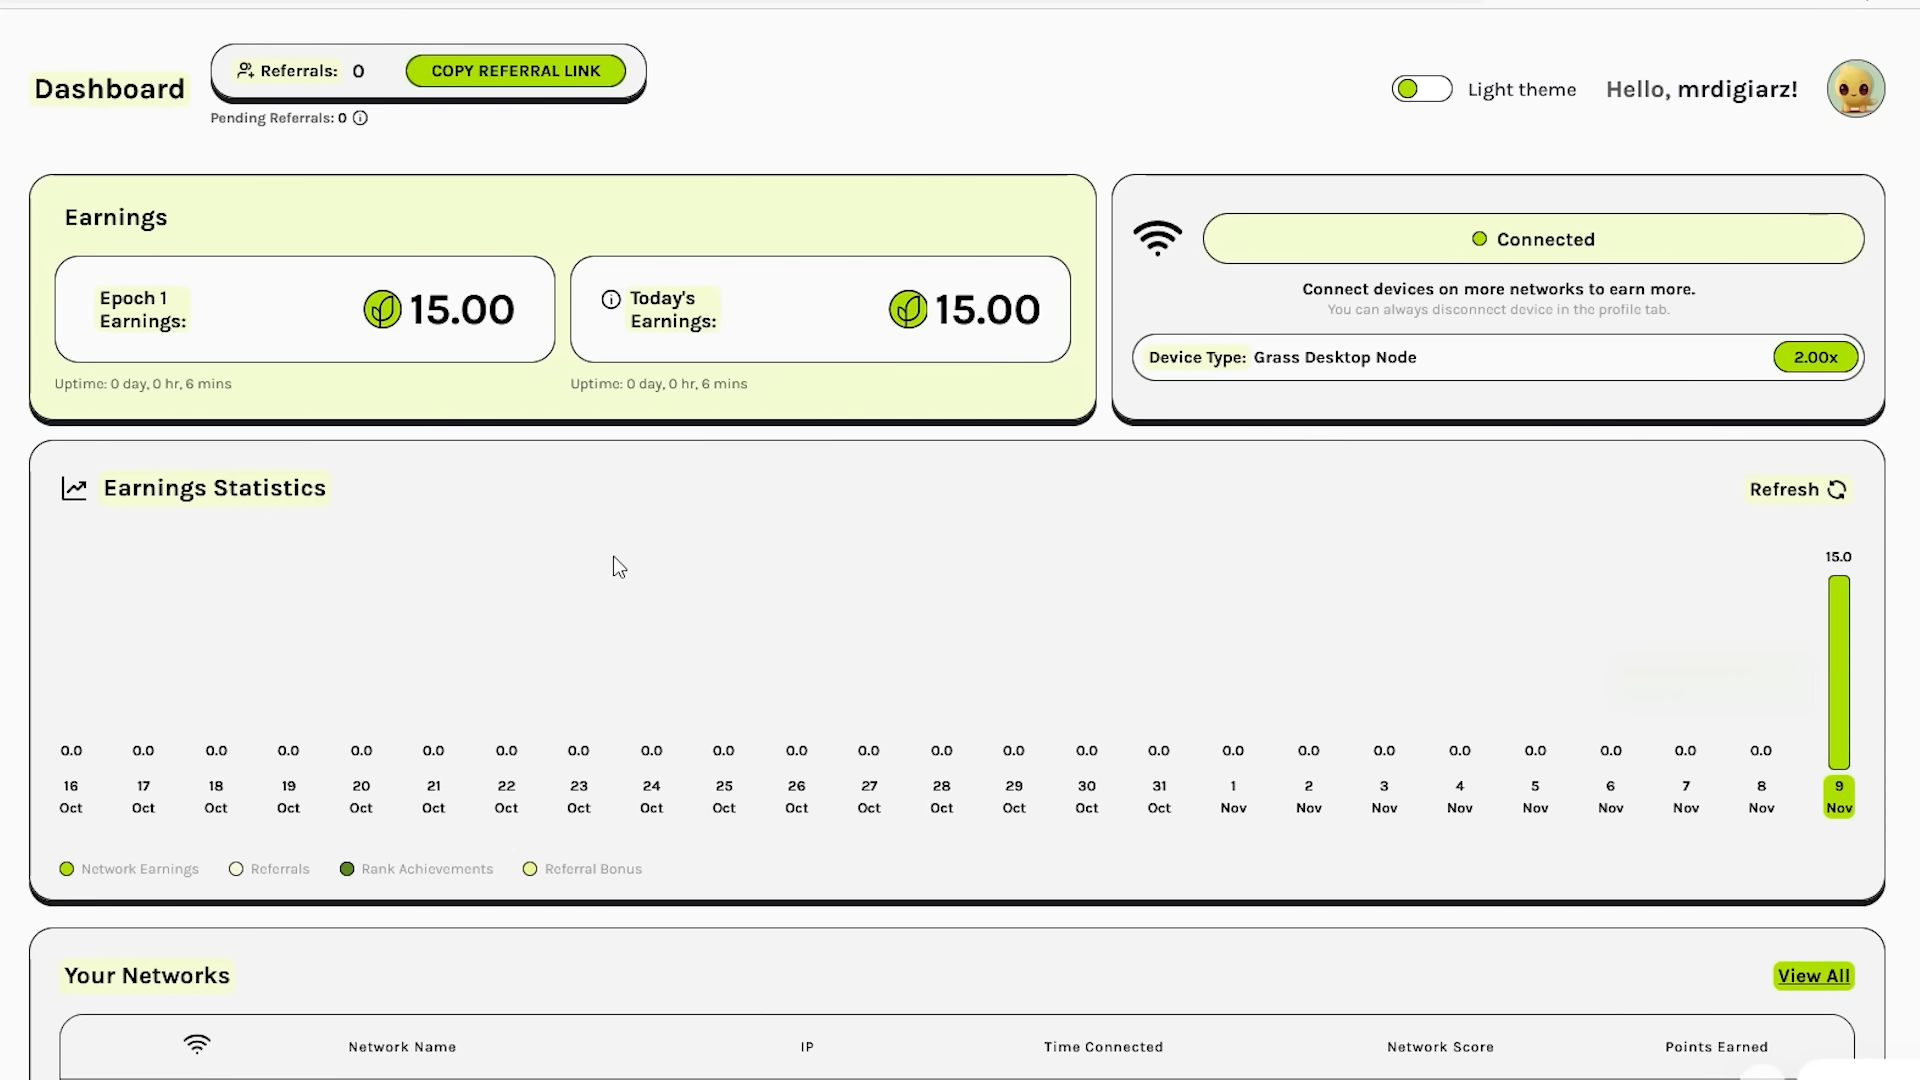 Dashboard
Referrals: 0
COPY REFERRAL LINK
Pending Referrals: 0
Light theme
Hello, mrdigiarz!
Earnings
Epoch 1
Earnings:
15.00
Today's
Earnings:
15.00
Uptime: 0 day, 0 hr, 6 mins
Uptime: 0 day, 0 hr, 6 mins
Connected
Connect devices on more networks to earn more.
You can always disconnect device in the profile tab.
Device Type: Grass Desktop Node
2.00x
Earnings Statistics
Refresh
15.0
0.0 0.0 0.0 0.0 0.0 0.0 0.0 0.0 0.0 0.0 0.0 0.0 0.0 0.0 0.0 0.0 0.0 0.0 0.0 0.0 0.0 0.0 0.0 0.0
16 17 18 19 20 21 22 23 24 25 26 27 28 29 30 31 1 2 3 4 5 6 7 8 9
Oct Oct Oct Oct Oct Oct Oct Oct Oct Oct Oct Oct Oct Oct Oct Oct Nov Nov Nov Nov Nov Nov Nov Nov Nov
Network Earnings Referrals Rank Achievements Referral Bonus
Your Networks
View All
Network Name IP Time Connected Network Score Points Earned